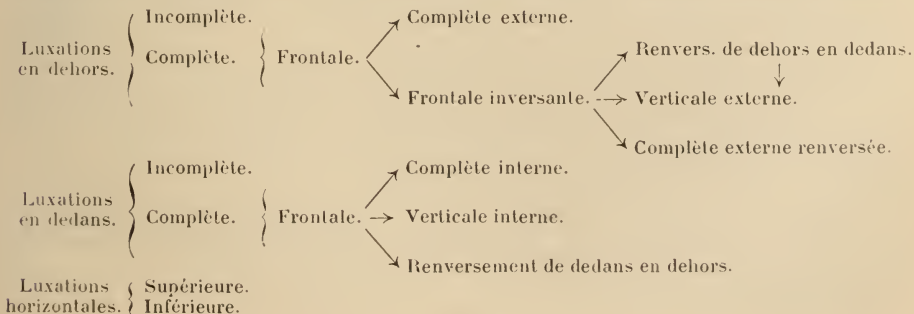 Incomplète.
Complète externe.
Luxations
en dehors.
Complète.
Frontale.
Renvers. de dehors en dedans.
Frontale inversante.
Verticale externe.
Complète externe renversée.
Incomplète.
Complète interne.
Luxations
en dedans.
Complète.
Frontale.
Verticale interne.
Renversement de dedans en dehors.
Luxations
horizontales.
Supérieure.
Inférieure.